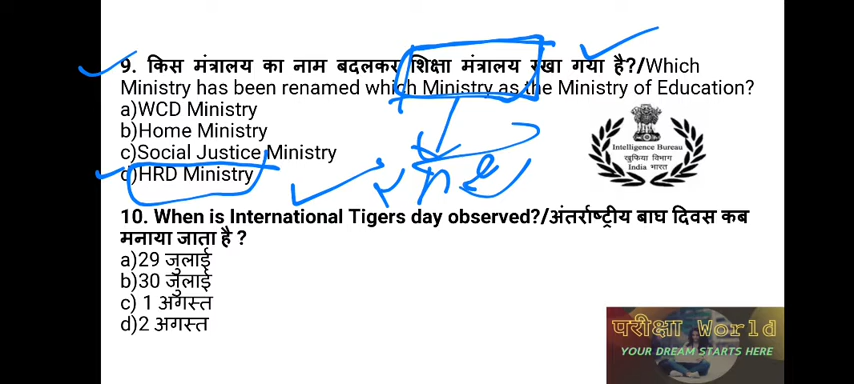 9. किस मंत्रालय का नाम बदलकर शिक्षा मंत्रालय रखा गया है?/Which
Ministry has been renamed which Ministry as the Ministry of Education?
a)WCD Ministry
b)Home Ministry
c)Social Justice Ministry
d)HRD Ministry
Intelligence Bureau
खुफिया विभाग
India भारत
10. When is International Tigers day observed?/अंतर्राष्ट्रीय बाघ दिवस कब
मनाया जाता है ?
a)29 जुलाई
b)30 जुलाई
c) 1 अगस्त
d)2 अगस्त
परीक्षा World
YOUR DREAM STARTS HERE